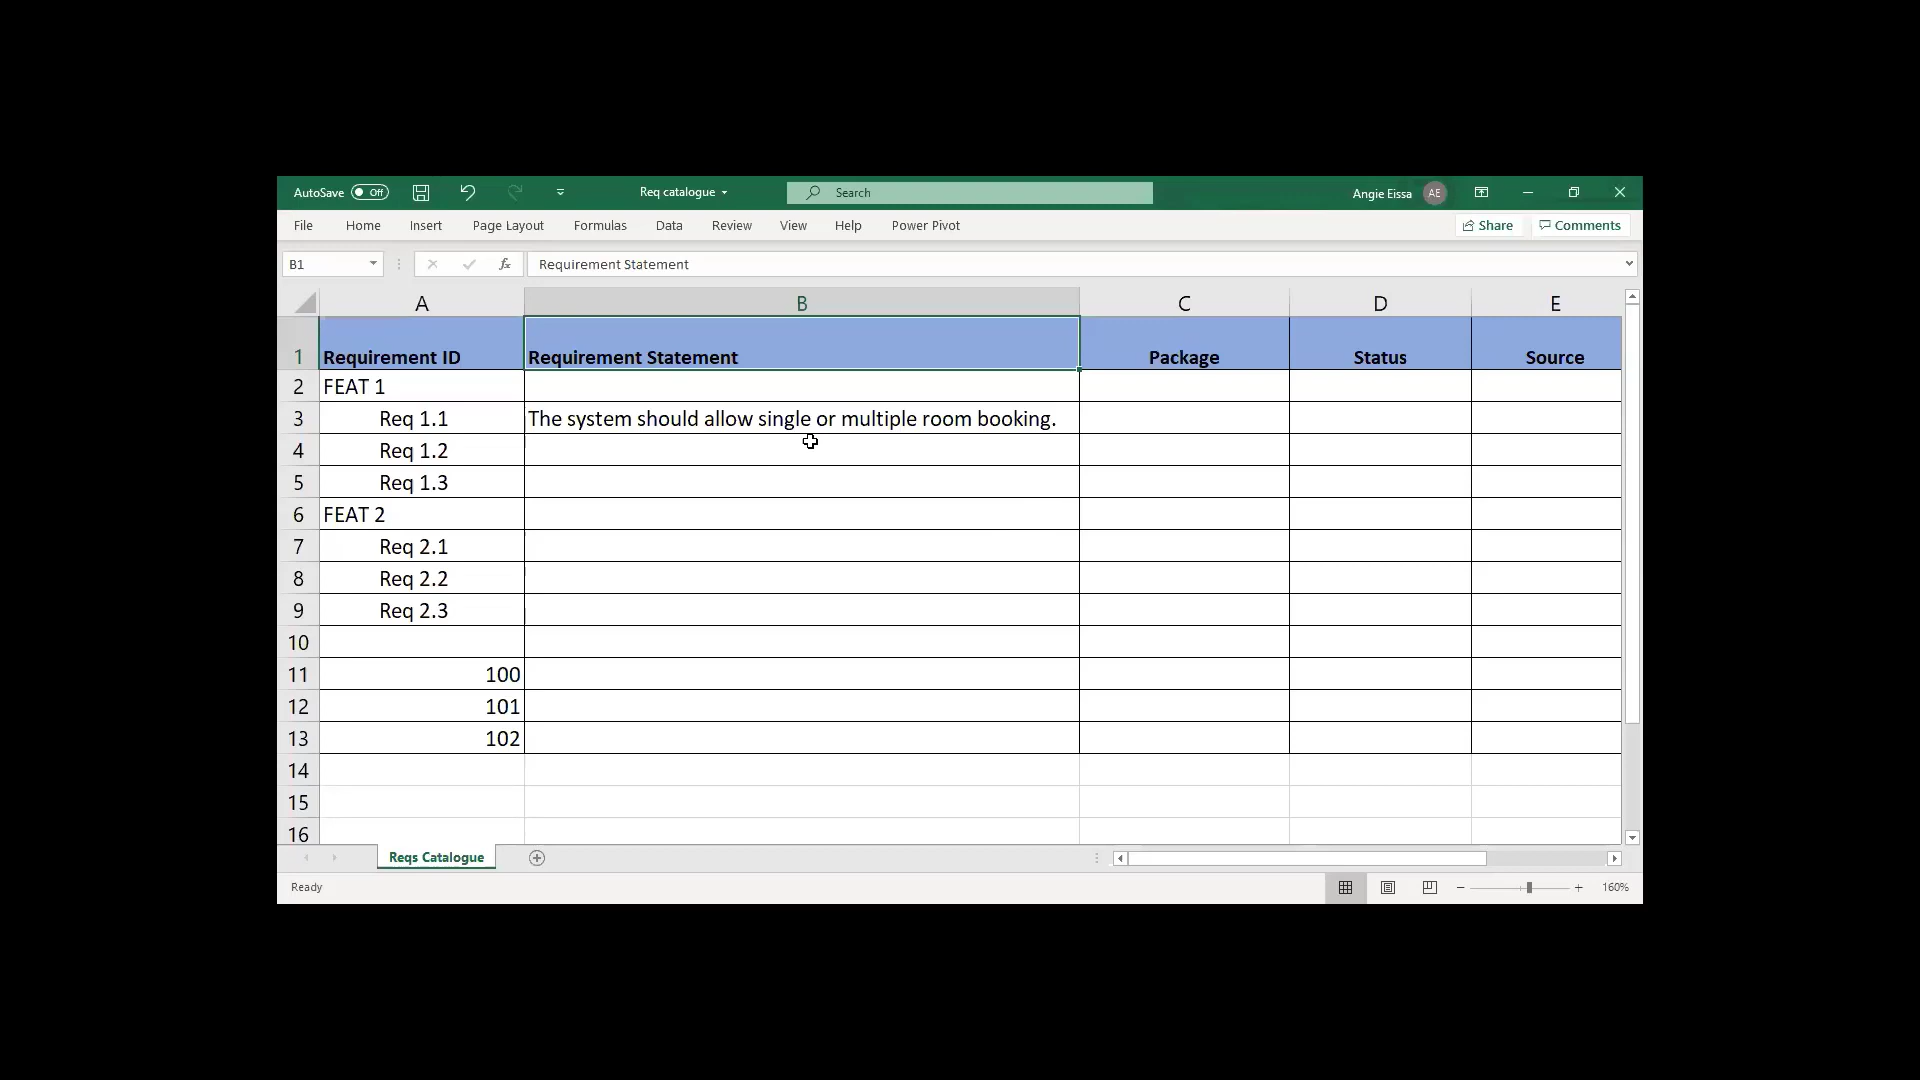 AutoSave Off Req catalogue Search Angie Eissa AE
File Home Insert Page Layout Formulas Data Review View Help Power Pivot Share Comments
B1 fx Requirement Statement
A B C D E
1 Requirement ID Requirement Statement Package Status Source
2 FEAT 1
3 Req 1.1 The system should allow single or multiple room booking.
4 Req 1.2
5 Req 1.3
6 FEAT 2
7 Req 2.1
8 Req 2.2
9 Req 2.3
10
11 100
12 101
13 102
14
15
16
Reqs Catalogue
Ready 160%